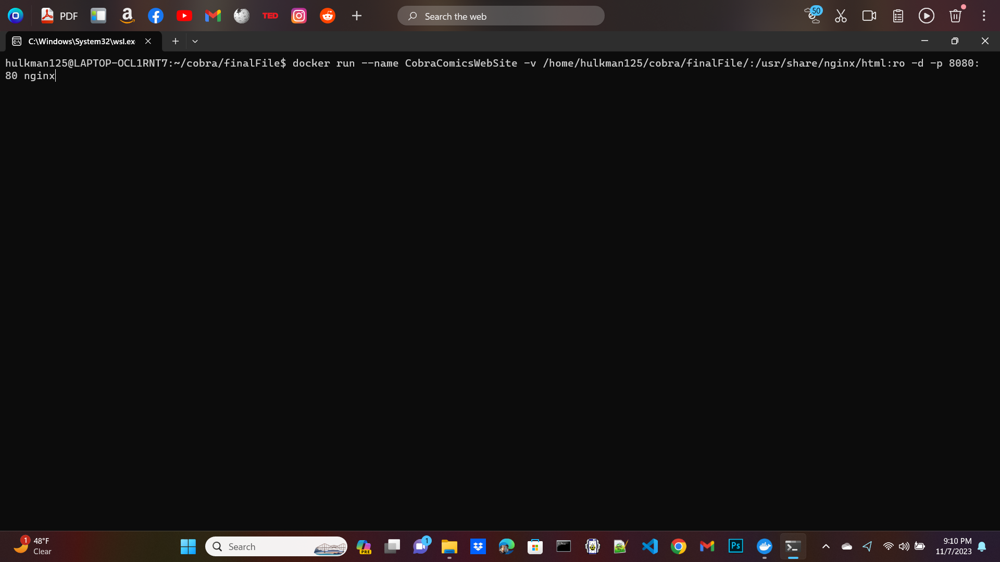 PDF
TED
Search the web
50
C:\Windows\System32\wsl.ex
hulkman125@LAPTOP-OCL1RNT7:~/cobra/finalFile$ docker run --name CobraComicsWebSite -v /home/hulkman125/cobra/finalFile/:/usr/share/nginx/html:ro -d -p 8080:
80 nginx
1
48°F
Clear
Search
PRE
1
Ps
9:10 PM
11/7/2023